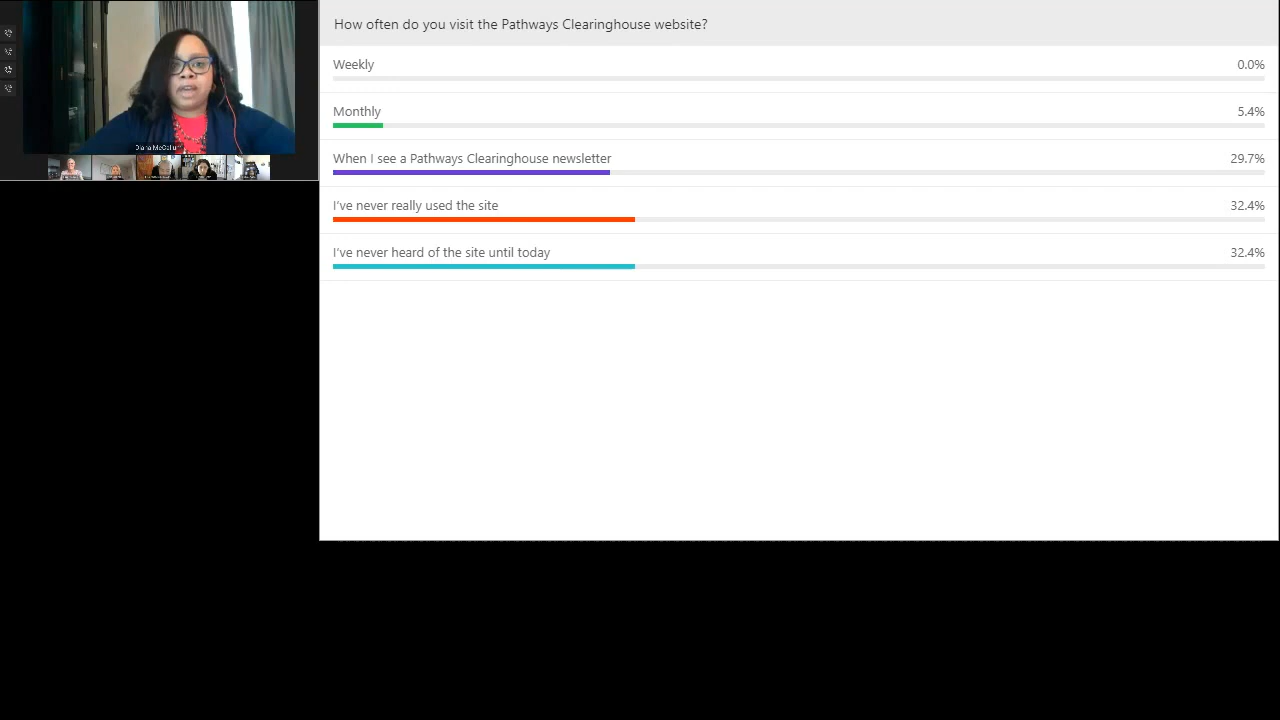 Diana McCallum
How often do you visit the Pathways Clearinghouse website?
Weekly 0.0%
Monthly 5.4%
When I see a Pathways Clearinghouse newsletter 29.7%
I've never really used the site 32.4%
I've never heard of the site until today 32.4%